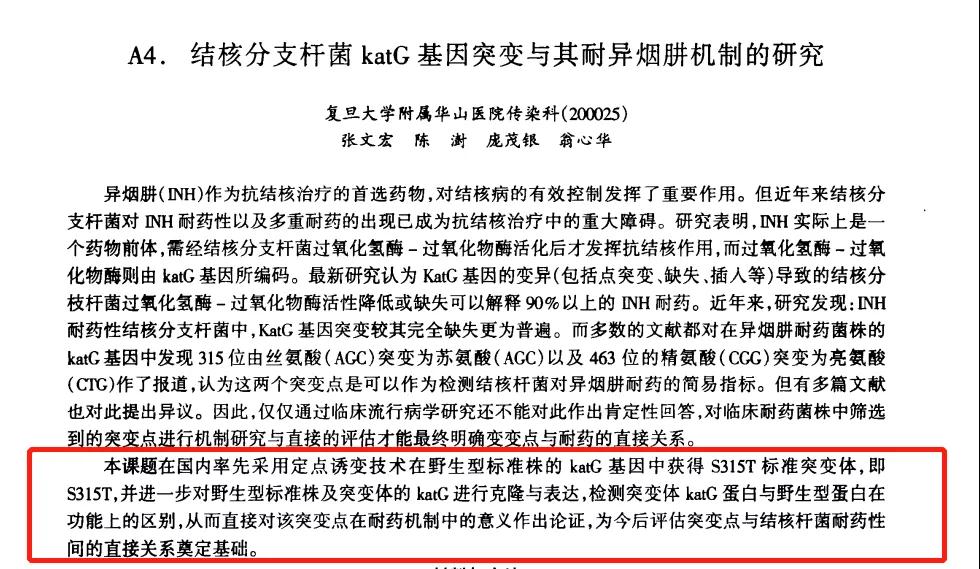 A4. 结核分支杆菌 katG 基因突变与其耐异烟肼机制的研究
复旦大学附属华山医院传染科(200025)
张文宏 陈 澍 庞茂银 翁心华
异烟肼(INH)作为抗结核治疗的首选药物,对结核病的有效控制发挥了重要作用。但近年来结核分
支杆菌对 INH 耐药性以及多重耐药的出现已成为抗结核治疗中的重大障碍。研究表明,INH 实际上是一
个药物前体,需经结核分支杆菌过氧化氢酶－过氧化物酶活化后才发挥抗结核作用,而过氧化氢酶－过氧
化物酶则由 katG 基因所编码。最新研究认为 KatG 基因的变异(包括点突变、缺失、插人等)导致的结核分
枝杆菌过氧化氢酶－过氧化物酶活性降低或缺失可以解释 90%以上的 INH 耐药。近年来,研究发现:INH
耐药性结核分支杆菌中,KatG 基因突变较其完全缺失更为普遍。而多数的文献都对在异烟肼耐药菌株的
katG 基因中发现 315 位由丝氨酸(AGC)突变为苏氨酸(AGC)以及 463 位的精氨酸(CGG)突变为亮氨酸
(CTG)作了报道,认为这两个突变点是可以作为检测结核杆菌对异烟肼耐药的简易指标。但有多篇文献
也对此提出异议。因此,仅仅通过临床流行病学研究还不能对此作出肯定性回答,对临床耐药菌株中筛选
到的突变点进行机制研究与直接的评估才能最终明确变变点与耐药的直接关系。
本课题在国内率先采用定点诱变技术在野生型标准株的 katG 基因中获得 S315T 标准突变体,即
S315T,并进一步对野生型标准株及突变体的 katG 进行克隆与表达,检测突变体 katG 蛋白与野生型蛋白在
功能上的区别,从而直接对该突变点在耐药机制中的意义作出论证,为今后评估突变点与结核杆菌耐药性
间的直接关系奠定基础。